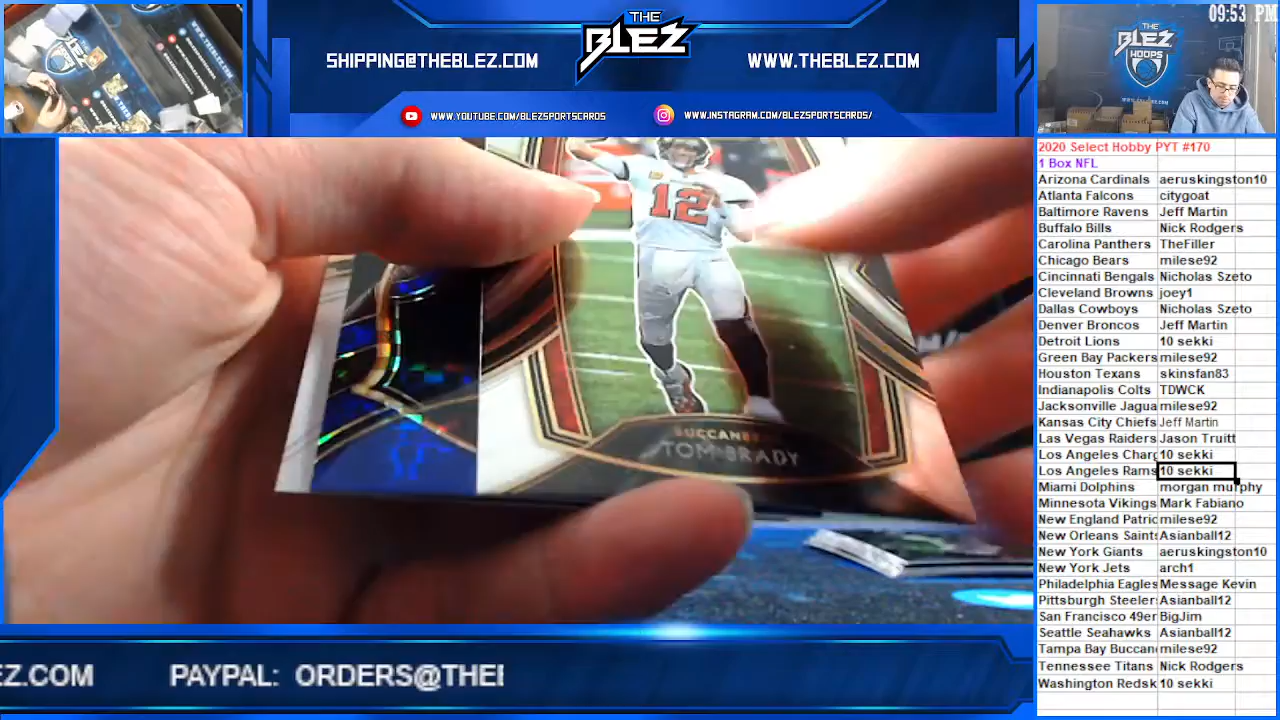 THE
BLEZ
SHIPPING@THEBLEZ.COM
WWW.THEBLEZ.COM
WWW.YOUTUBE.COM/BLEZSPORTSCARDS
WWW.INSTAGRAM.COM/BLEZSPORTSCARDS/
09:53 PM
THE
BLEZ
HOOPS
12
BUCCANE
TOM BRADY
2020 Select Hobby PYT #170
1 Box NFL
Arizona Cardinals aeruskingston10
Atlanta Falcons citygoat
Baltimore Ravens Jeff Martin
Buffalo Bills Nick Rodgers
Carolina Panthers TheFiller
Chicago Bears milese92
Cincinnati Bengals Nicholas Szeto
Cleveland Browns joey1
Dallas Cowboys Nicholas Szeto
Denver Broncos Jeff Martin
Detroit Lions 10 sekki
Green Bay Packers milese92
Houston Texans skinsfan83
Indianapolis Colts TDWCK
Jacksonville Jagua milese92
Kansas City Chiefs Jeff Martin
Las Vegas Raiders Jason Truitt
Los Angeles Charg 10 sekki
Los Angeles Rams 10 sekki
Miami Dolphins morgan murphy
Minnesota Vikings Mark Fabiano
New England Patric milese92
New Orleans Saints Asianball12
New York Giants aeruskingston10
New York Jets arch1
Philadelphia Eagles Message Kevin
Pittsburgh Steelers Asianball12
San Francisco 49er BigJim
Seattle Seahawks Asianball12
Tampa Bay Buccan milese92
Tennessee Titans Nick Rodgers
Washington Redsk 10 sekki
EZ.COM PAYPAL: ORDERS@THEB